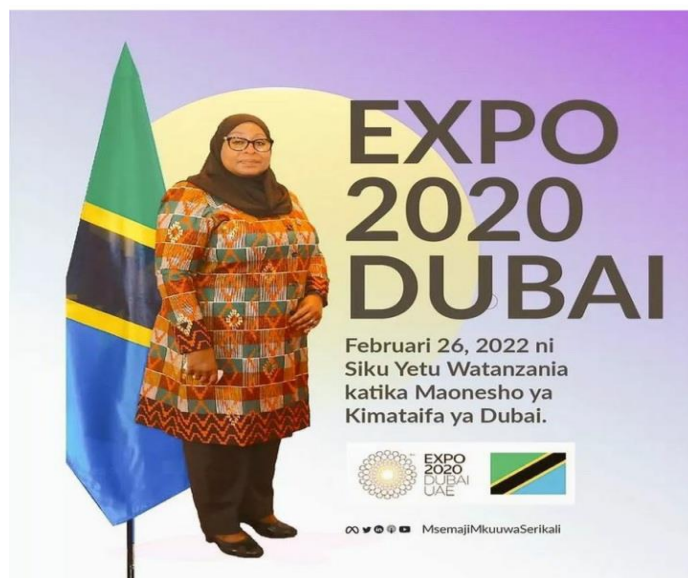 EXPO
2020
DUBAI
Februari 26, 2022 ni
Siku Yetu Watanzania
katika Maonesho ya
Kimataifa ya Dubai.
EXPO
2020
DUBAI
UAE
MsemajiMkuuwaSerikali